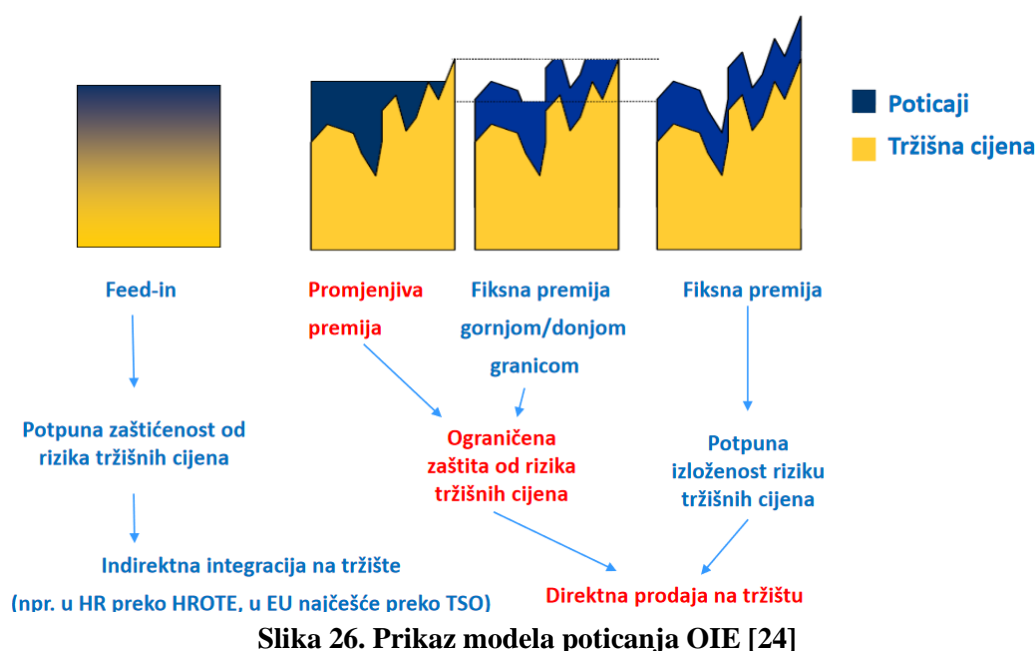 Poticaji
Tržišna cijena
Feed-in
Promjenjiva
premija
Fiksna premija
gornjom/donjom
granicom
Fiksna premija
Potpuna zaštićenost od
rizika tržišnih cijena
Ograničena
zaštita od rizika
tržišnih cijena
Potpuna
izloženost riziku
tržišnih cijena
Indirektna integracija na tržište
(npr. u HR preko HROTE, u EU najčešće preko TSO)
Direktna prodaja na tržištu
Slika 26. Prikaz modela poticanja OIE [24]